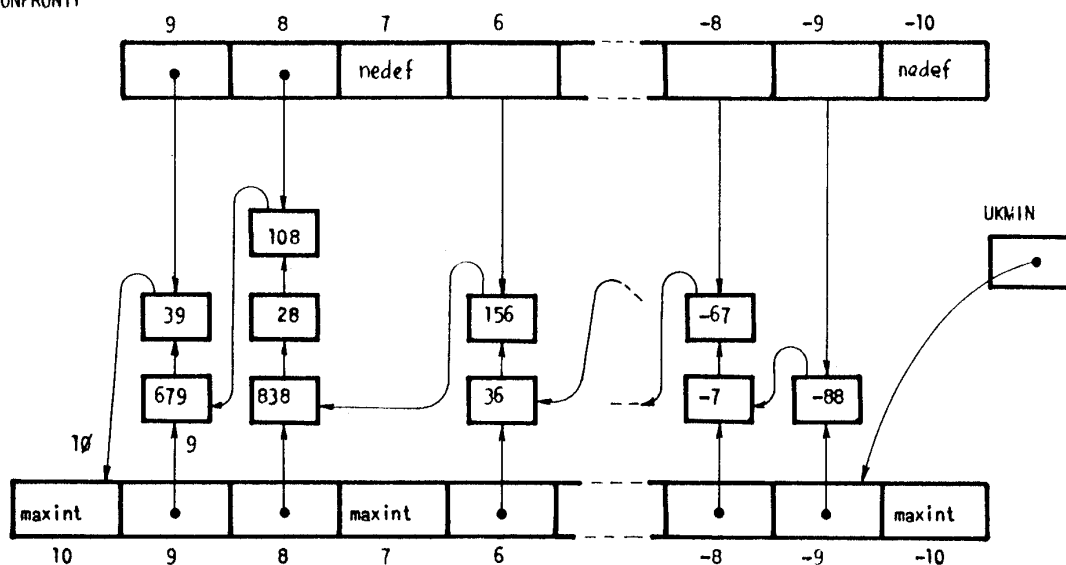 9 8 7 6 -8 -9 -10
nedef nedef
UKMIN
108
39 28 156 -67
679 838 36 -7 -88
10 9
maxint maxint maxint
10 9 8 7 6 -8 -9 -10